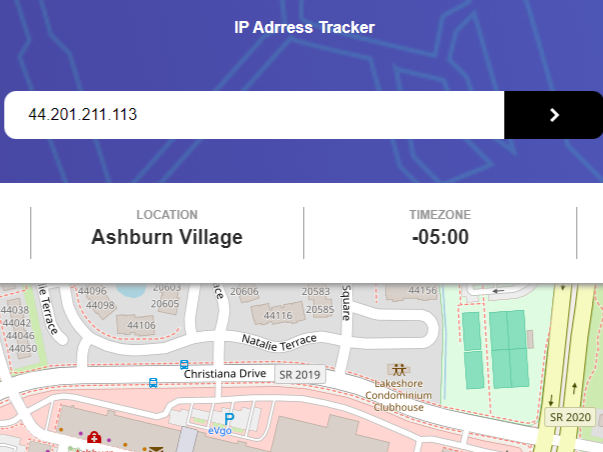 IP Adrress Tracker
44.201.211.113
LOCATION
Ashburn Village
TIMEZONE
-05:00
44096
20603
20606
20583
Square
44156
44098
20605
44116
20585
44038
44042
44106
44046
44050
Terrace
Natalie Terrace
Christiana Drive
SR 2019
Lakeshore
Condominium
Clubhouse
SR 2020
P
eVgo